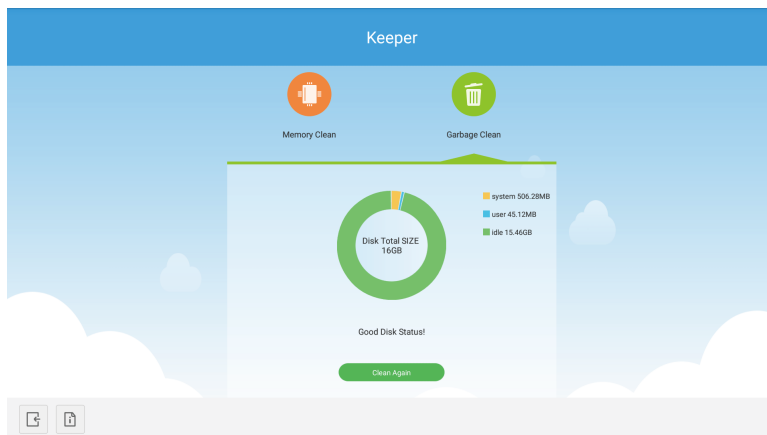 Keeper
Memory Clean
Garbage Clean
system 506.28MB
user 45.12MB
idle 15.46GB
Disk Total SIZE
16GB
Good Disk Status!
Clean Again